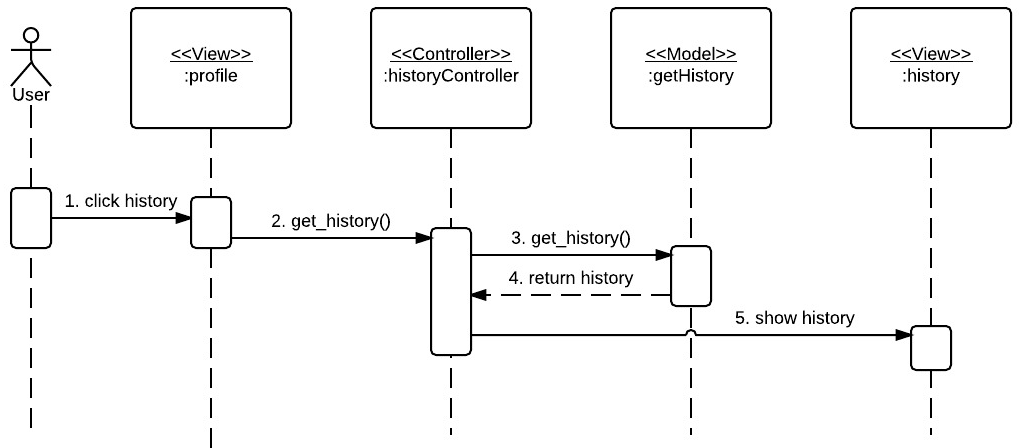 <<View>>
:profile
<<Controller>>
:historyController
<<Model>>
:getHistory
<<View>>
:history
User
1. click history
2. get_history()
3. get_history()
4. return history
5. show history